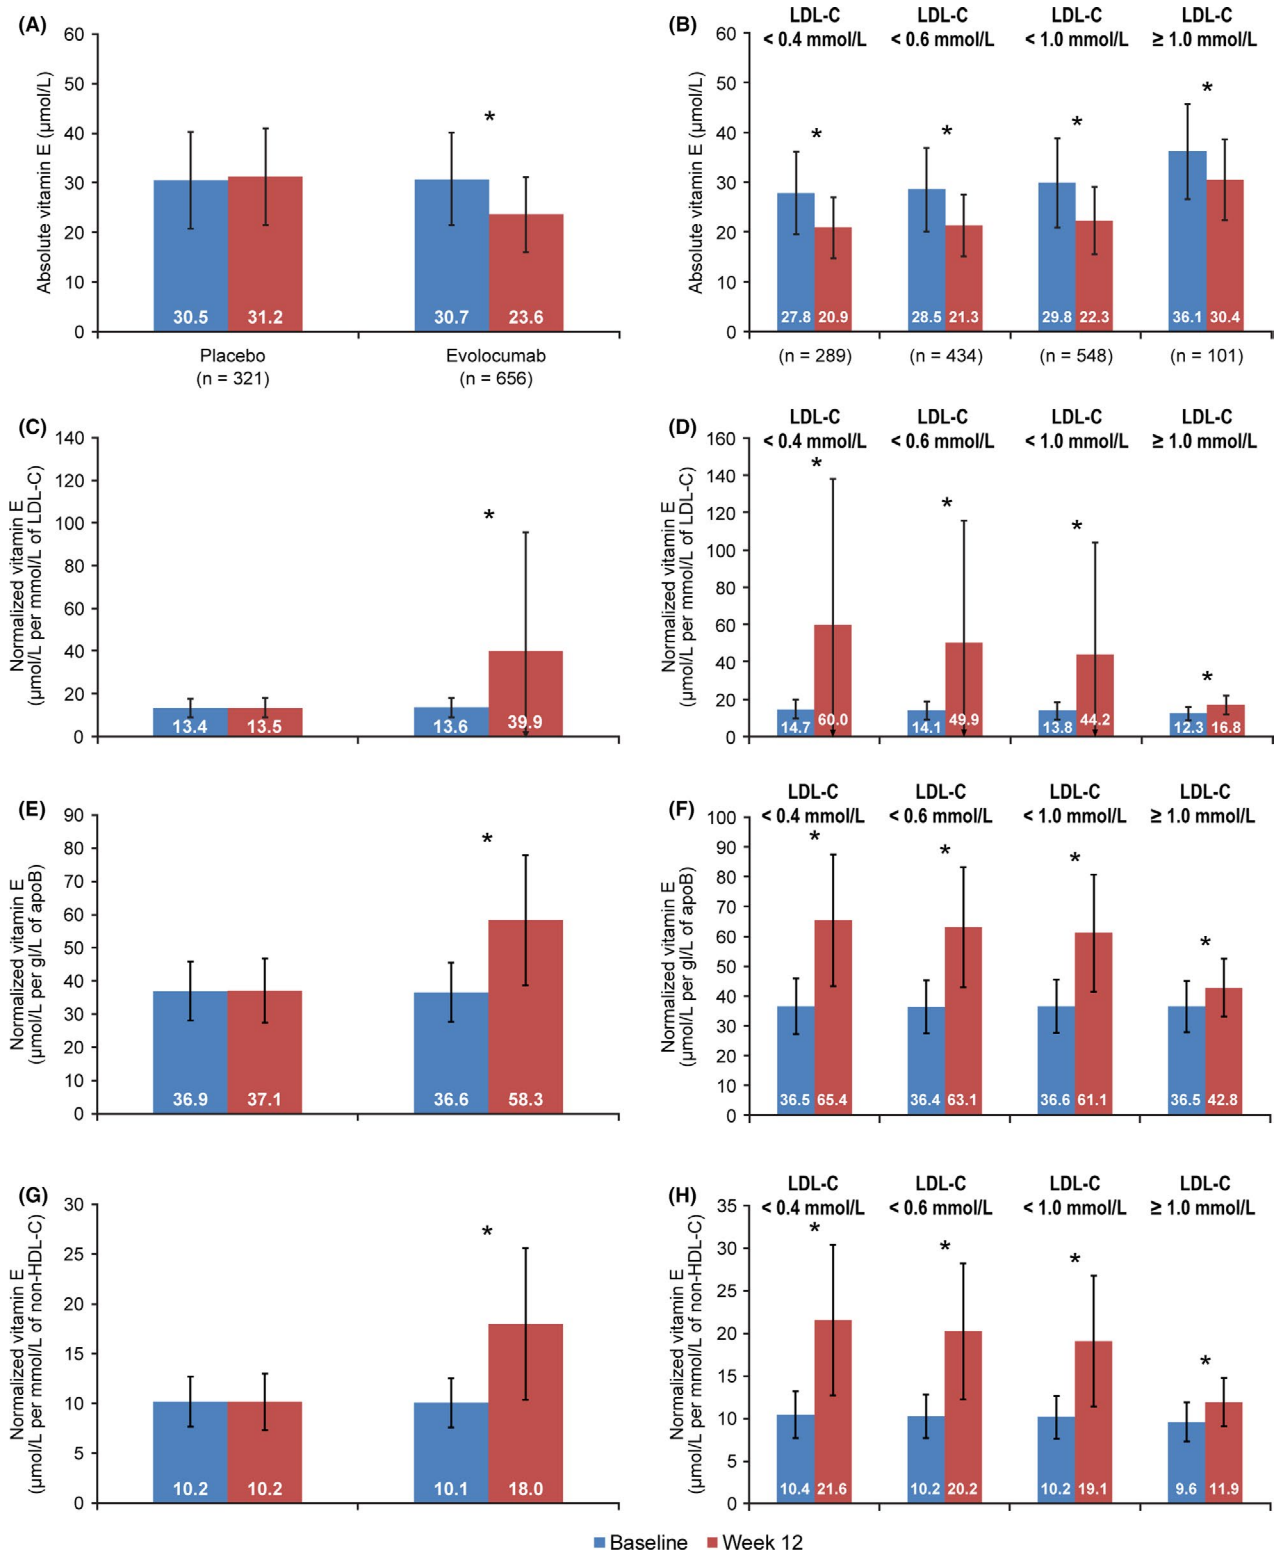 (A)
Absolute vitamin E (μmol/L)
60
50
40
30
20
10
0
*
30.5
31.2
30.7
23.6
Placebo
(n = 321)
Evolocumab
(n = 656)
(B)
LDL-C
< 0.4 mmol/L
LDL-C
< 0.6 mmol/L
LDL-C
< 1.0 mmol/L
LDL-C
≥ 1.0 mmol/L
Absolute vitamin E (μmol/L)
60
50
40
30
20
10
0
*
*
*
*
27.8
20.9
28.5
21.3
29.8
22.3
36.1
30.4
(n = 289)
(n = 434)
(n = 548)
(n = 101)
(C)
Normalized vitamin E
(μmol/L per mmol/L of LDL-C)
140
120
100
80
60
40
20
0
*
13.4
13.5
13.6
39.9
(D)
LDL-C
< 0.4 mmol/L
LDL-C
< 0.6 mmol/L
LDL-C
< 1.0 mmol/L
LDL-C
≥ 1.0 mmol/L
Normalized vitamin E
(μmol/L per mmol/L of LDL-C)
160
140
120
100
80
60
40
20
0
*
*
*
*
14.7
60.0
14.1
49.9
13.8
44.2
12.3
16.8
(E)
Normalized vitamin E
(μmol/L per gl/L of apoB)
90
80
70
60
50
40
30
20
10
0
*
36.9
37.1
36.6
58.3
(F)
LDL-C
< 0.4 mmol/L
LDL-C
< 0.6 mmol/L
LDL-C
< 1.0 mmol/L
LDL-C
≥ 1.0 mmol/L
Normalized vitamin E
(μmol/L per gl/L of apoB)
100
90
80
70
60
50
40
30
20
10
0
*
*
*
*
36.5
65.4
36.4
63.1
36.6
61.1
36.5
42.8
(G)
Normalized vitamin E
(μmol/L per mmol/L of non-HDL-C)
30
25
20
15
10
5
0
*
10.2
10.2
10.1
18.0
(H)
LDL-C
< 0.4 mmol/L
LDL-C
< 0.6 mmol/L
LDL-C
< 1.0 mmol/L
LDL-C
≥ 1.0 mmol/L
Normalized vitamin E
(μmol/L per mmol/L of non-HDL-C)
35
30
25
20
15
10
5
0
*
*
*
*
10.4
21.6
10.2
20.2
10.2
19.1
9.6
11.9
Baseline
Week 12